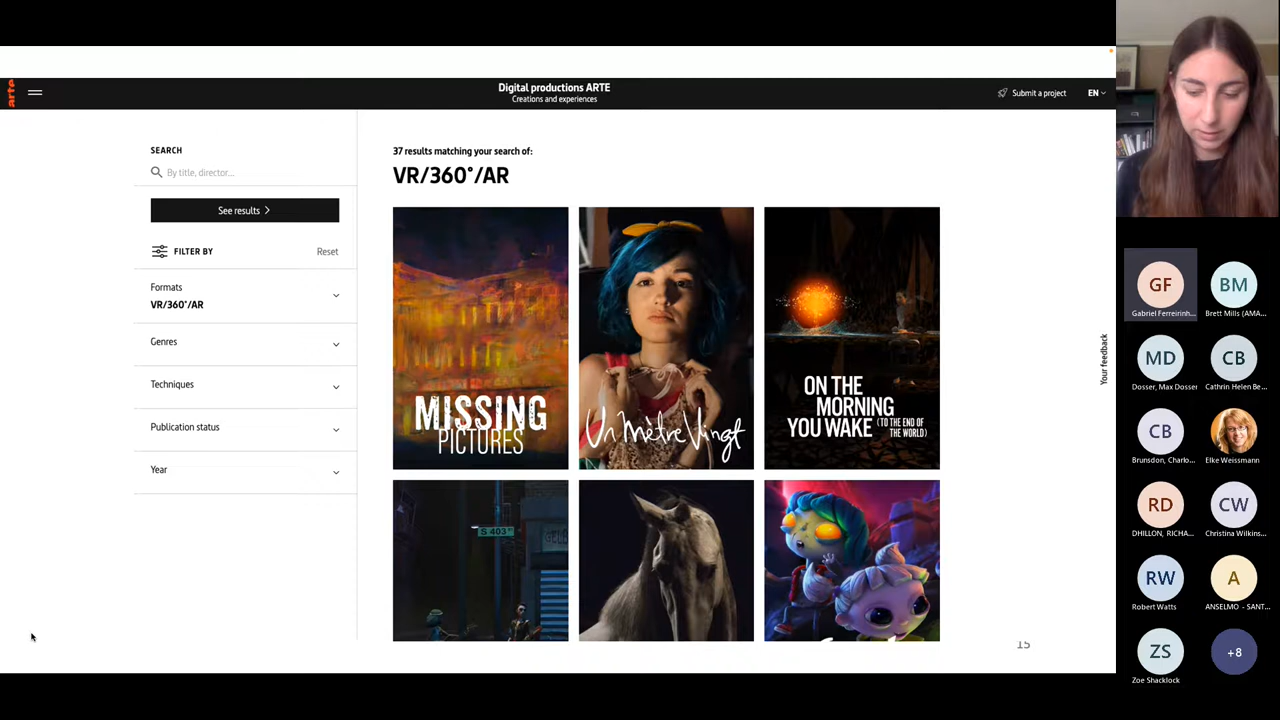 arte
Digital productions ARTE
Creations and experiences
Submit a project
EN
SEARCH
By title, director...
See results
FILTER BY
Reset
Formats
VR/360°/AR
Genres
Techniques
Publication status
Year
37 results matching your search of:
VR/360°/AR
MISSING
PICTURES
Un Mètre Vingt
ON THE
MORNING
YOU WAKE (TO THE END OF
THE WORLD)
S 403
Your feedback
15
GF
Gabriel Ferreirinh...
BM
Brett Mills (AMA...
MD
Dosser, Max Dosser
CB
Cathrin Helen Be...
CB
Brunsdon, Charlo...
Elke Weissmann
RD
DHILLON, RICHA...
CW
Christina Wilkins...
RW
Robert Watts
A
ANSELMO - SANT...
ZS
Zoe Shacklock
+8